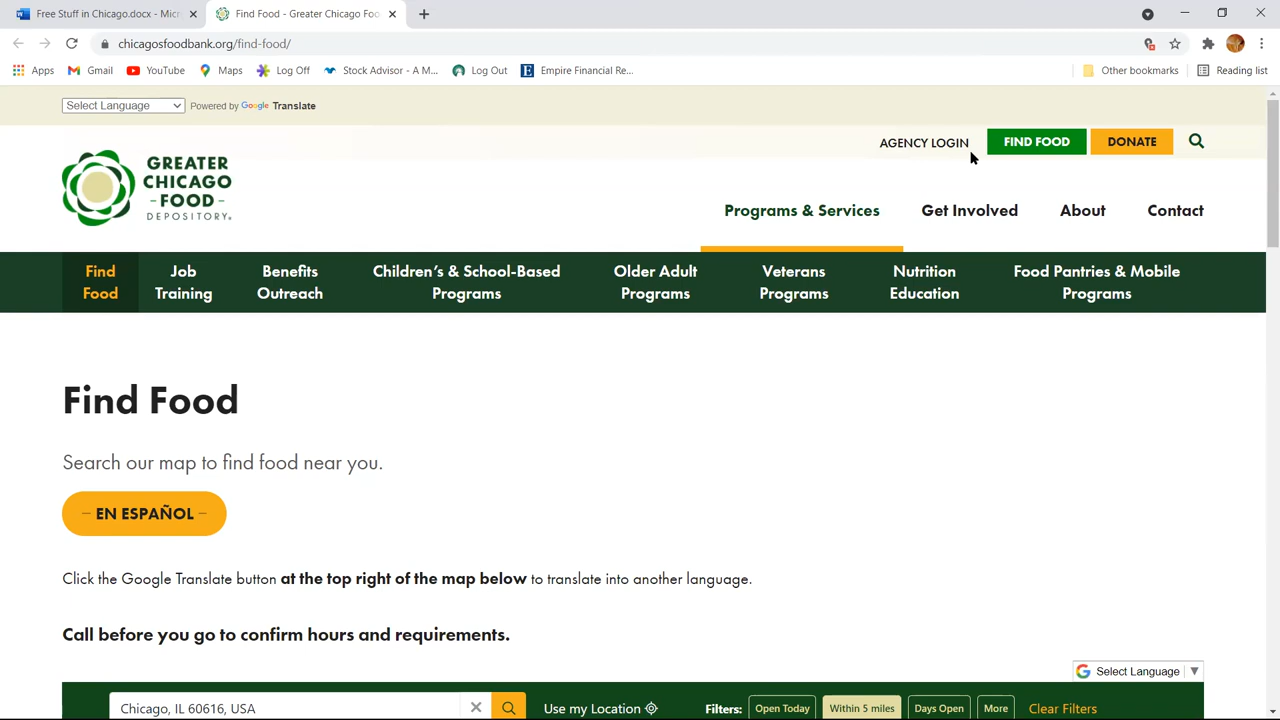 Free Stuff in Chicago.docx - Mic
Find Food - Greater Chicago Foo
chicagosfoodbank.org/find-food/
Apps Gmail YouTube Maps Log Off Stock Advisor - A M... Log Out Empire Financial Re... Other bookmarks Reading list
Select Language Powered by Google Translate
AGENCY LOGIN FIND FOOD DONATE
GREATER
CHICAGO
- FOOD -
DEPOSITORY.
Programs & Services Get Involved About Contact
Find Food
Job Training
Benefits Outreach
Children's & School-Based Programs
Older Adult Programs
Veterans Programs
Nutrition Education
Food Pantries & Mobile Programs
Find Food
Search our map to find food near you.
– EN ESPAÑOL –
Click the Google Translate button at the top right of the map below to translate into another language.
Call before you go to confirm hours and requirements.
G Select Language ▼
Chicago, IL 60616, USA Use my Location Filters: Open Today Within 5 miles Days Open More Clear Filters